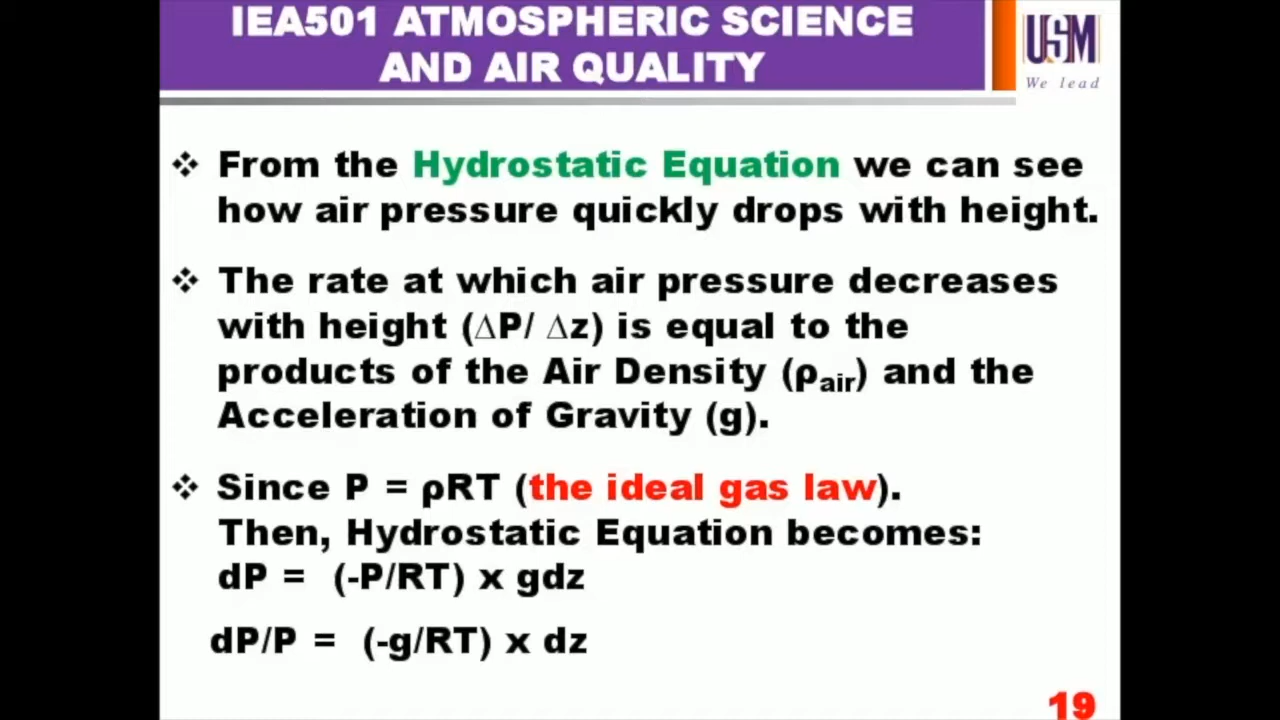 IEA501 ATMOSPHERIC SCIENCE
AND AIR QUALITY
USM
We lead
❖ From the Hydrostatic Equation we can see
how air pressure quickly drops with height.
❖ The rate at which air pressure decreases
with height (∆P/ ∆z) is equal to the
products of the Air Density (ρair) and the
Acceleration of Gravity (g).
❖ Since P = ρRT (the ideal gas law).
Then, Hydrostatic Equation becomes:
dP = (-P/RT) x gdz
dP/P = (-g/RT) x dz
19